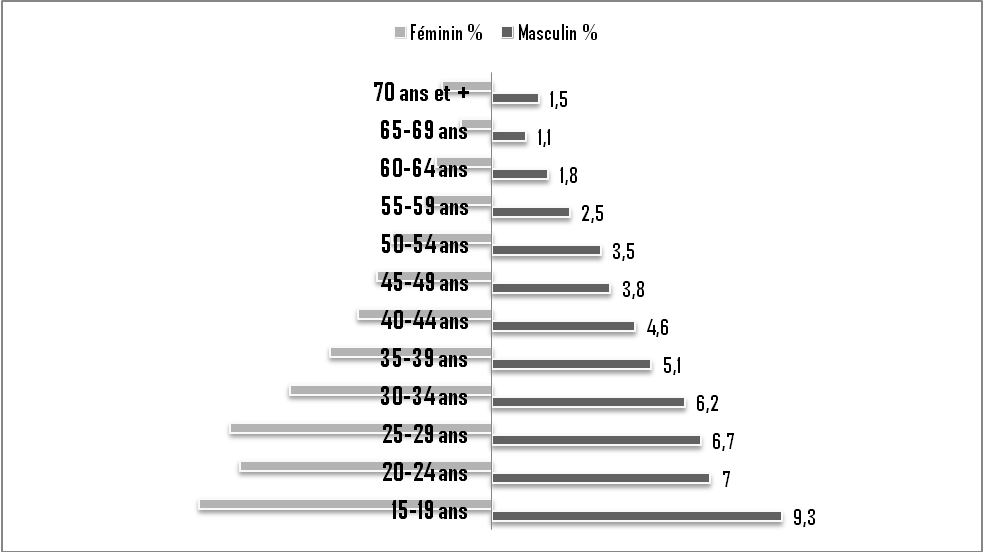 Féminin % Masculin %
70 ans et + 1,5
65-69 ans 1,1
60-64 ans 1,8
55-59 ans 2,5
50-54 ans 3,5
45-49 ans 3,8
40-44 ans 4,6
35-39 ans 5,1
30-34 ans 6,2
25-29 ans 6,7
20-24 ans 7
15-19 ans 9,3